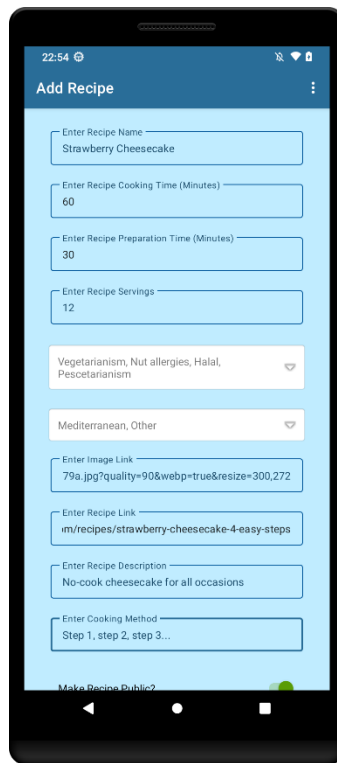 22:54
Add Recipe
Enter Recipe Name
Strawberry Cheesecake
Enter Recipe Cooking Time (Minutes)
60
Enter Recipe Preparation Time (Minutes)
30
Enter Recipe Servings
12
Vegetarianism, Nut allergies, Halal,
Pescetarianism
Mediterranean, Other
Enter Image Link
79a.jpg?quality=90&webp=true&resize=300,272
Enter Recipe Link
om/recipes/strawberry-cheesecake-4-easy-steps
Enter Recipe Description
No-cook cheesecake for all occasions
Enter Cooking Method
Step 1, step 2, step 3...
Make Recipe Public?